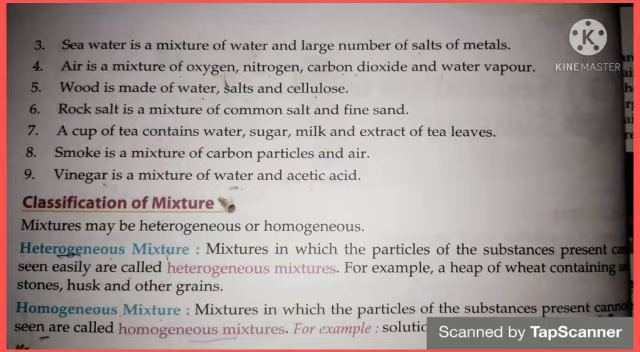 3. Sea water is a mixture of water and large number of salts of metals.
4. Air is a mixture of oxygen, nitrogen, carbon dioxide and water vapour.
5. Wood is made of water, salts and cellulose.
6. Rock salt is a mixture of common salt and fine sand.
7. A cup of tea contains water, sugar, milk and extract of tea leaves.
8. Smoke is a mixture of carbon particles and air.
9. Vinegar is a mixture of water and acetic acid.
Classification of Mixture
Mixtures may be heterogeneous or homogeneous.
Heterogeneous Mixture : Mixtures in which the particles of the substances present
seen easily are called heterogeneous mixtures. For example, a heap of wheat containing
stones, husk and other grains.
Homogeneous Mixture : Mixtures in which the particles of the substances present
seen are called homogeneous mixtures. For example :
K
KINEMASTER
Scanned by TapScanner